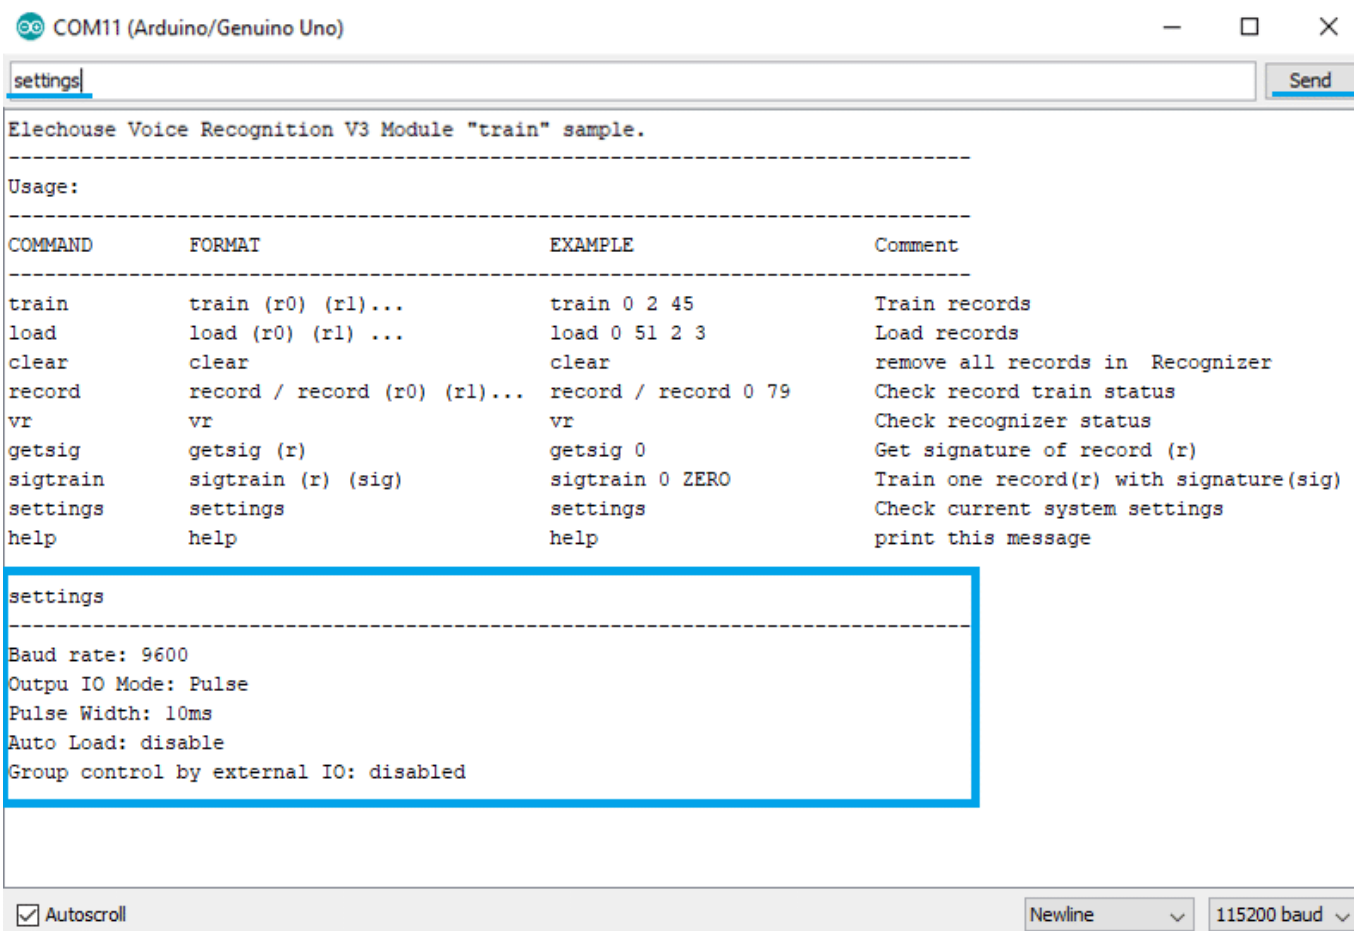 COM11 (Arduino/Genuino Uno)
settings
Send
Elechouse Voice Recognition V3 Module "train" sample.
--------------------------------------------------------------------------------
Usage:
--------------------------------------------------------------------------------
COMMAND FORMAT EXAMPLE Comment
--------------------------------------------------------------------------------
train train (r0) (r1)... train 0 2 45 Train records
load load (r0) (r1) ... load 0 51 2 3 Load records
clear clear clear remove all records in Recognizer
record record / record (r0) (r1)... record / record 0 79 Check record train status
vr vr vr Check recognizer status
getsig getsig (r) getsig 0 Get signature of record (r)
sigtrain sigtrain (r) (sig) sigtrain 0 ZERO Train one record(r) with signature(sig)
settings settings settings Check current system settings
help help help print this message
settings
--------------------------------------------------------------------------------
Baud rate: 9600
Outpu IO Mode: Pulse
Pulse Width: 10ms
Auto Load: disable
Group control by external IO: disabled
Autoscroll
Newline
115200 baud